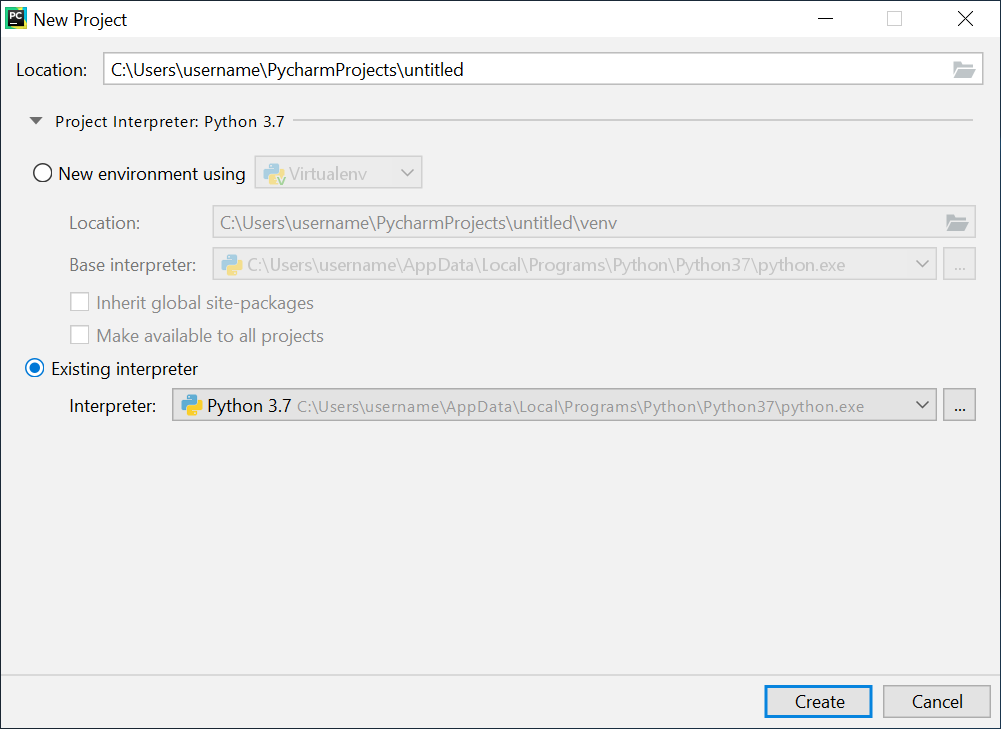 PC New Project
Location: C:\Users\username\PycharmProjects\untitled
Project Interpreter: Python 3.7
New environment using Virtualenv
Location: C:\Users\username\PycharmProjects\untitled\venv
Base interpreter: C:\Users\username\AppData\Local\Programs\Python\Python37\python.exe ...
Inherit global site-packages
Make available to all projects
Existing interpreter
Interpreter: Python 3.7 C:\Users\username\AppData\Local\Programs\Python\Python37\python.exe ...
Create Cancel